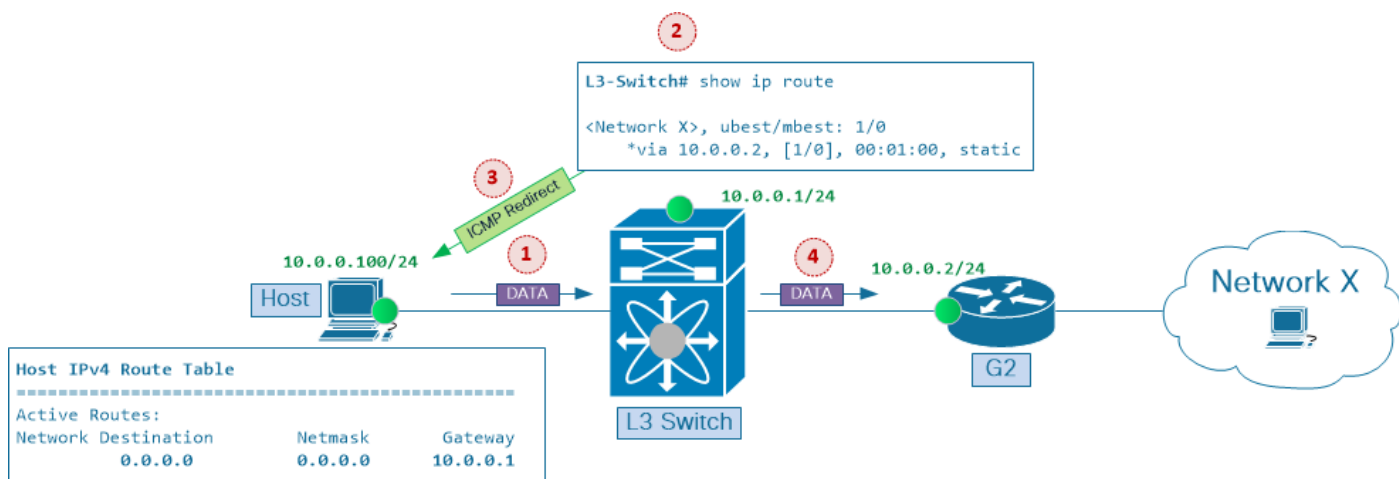 2
L3-Switch# show ip route
<Network X>, ubest/mbest: 1/0
*via 10.0.0.2, [1/0], 00:01:00, static
3
ICMP Redirect
10.0.0.1/24
10.0.0.100/24
1
4
10.0.0.2/24
Host
DATA
DATA
Network X
G2
L3 Switch
Host IPv4 Route Table
======================================================
Active Routes:
Network Destination Netmask Gateway
0.0.0.0 0.0.0.0 10.0.0.1